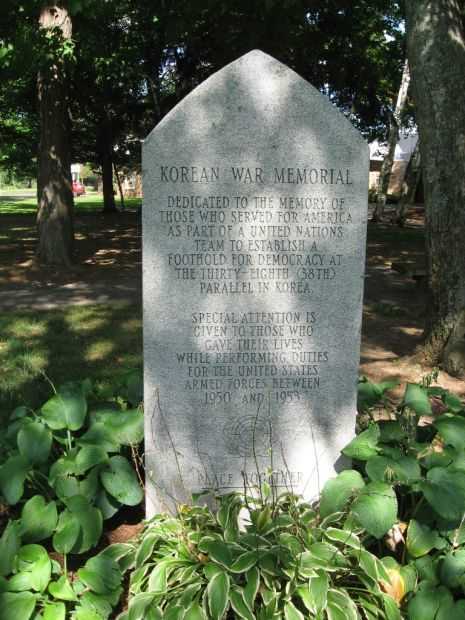 KOREAN WAR MEMORIAL
DEDICATED TO THE MEMORY OF
THOSE WHO SERVED FOR AMERICA
AS PART OF A UNITED NATIONS
TEAM TO ESTABLISH A
FOOTHOLD FOR DEMOCRACY AT
THE THIRTY-EIGHTH (38TH)
PARALLEL IN KOREA.
SPECIAL ATTENTION IS
GIVEN TO THOSE WHO
GAVE THEIR LIVES
WHILE PERFORMING DUTIES
FOR THE UNITED STATES
ARMED FORCES BETWEEN
1950 AND 1953
TOGETHER